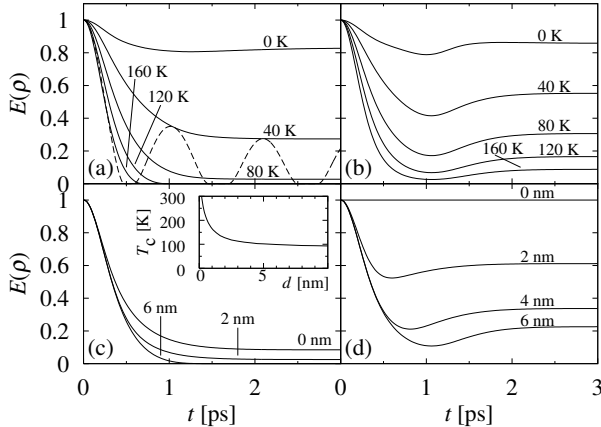 E(ρ)
1
0.8
0.6
0.4
0.2
0
0 K
160 K
120 K
40 K
80 K
(a)
0 K
40 K
80 K
160 K
120 K
(b)
E(ρ)
1
0.8
0.6
0.4
0.2
0
T_c [K]
300
200
100
0
0
5
d [nm]
6 nm
2 nm
0 nm
(c)
0 nm
2 nm
4 nm
6 nm
(d)
0 1 2
0 1 2 3
t [ps]
t [ps]